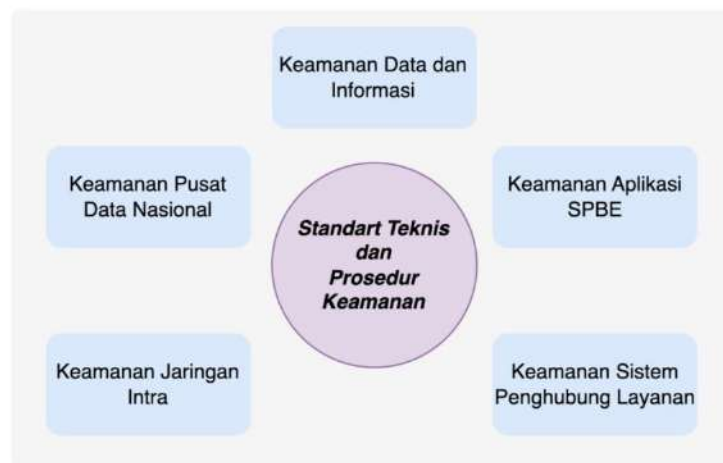 Keamanan Data dan
Informasi
Keamanan Pusat
Data Nasional
Keamanan Aplikasi
SPBE
Standart Teknis
dan
Prosedur
Keamanan
Keamanan Jaringan
Intra
Keamanan Sistem
Penghubung Layanan